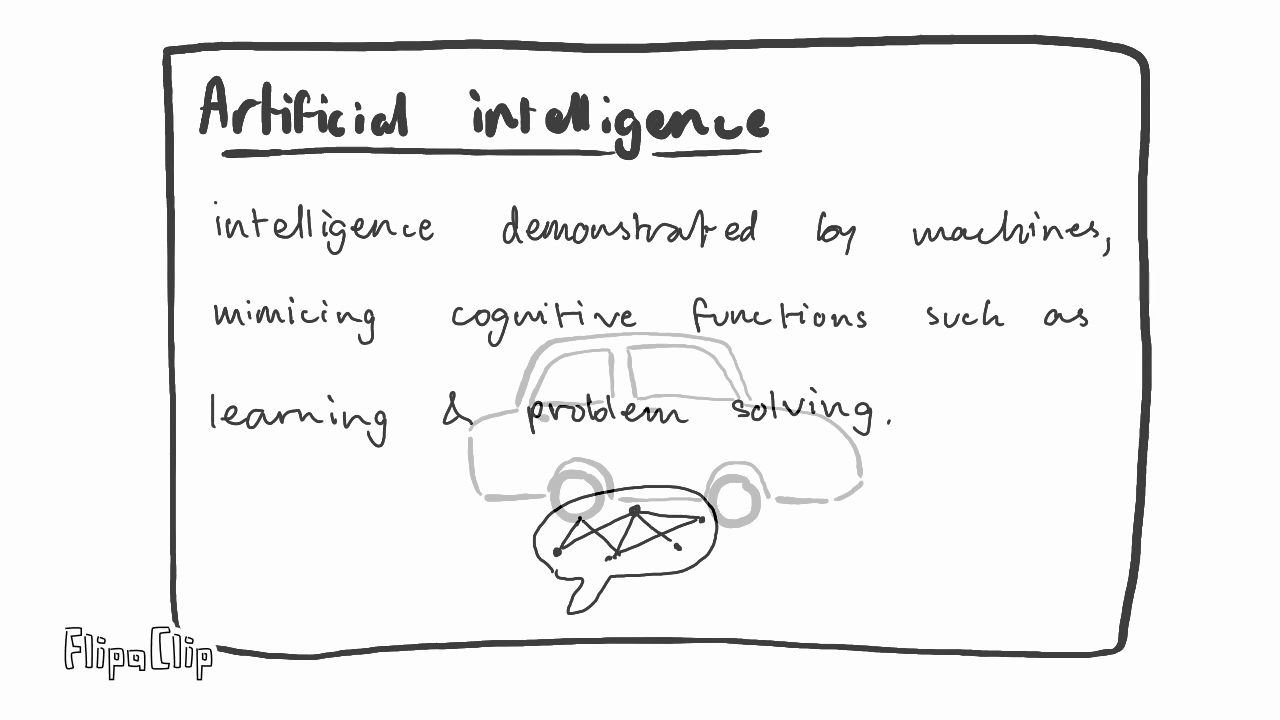 Artificial intelligence
intelligence demonstrated by machines,
mimicing cognitive functions such as
learning & problem solving.
FlipaClip